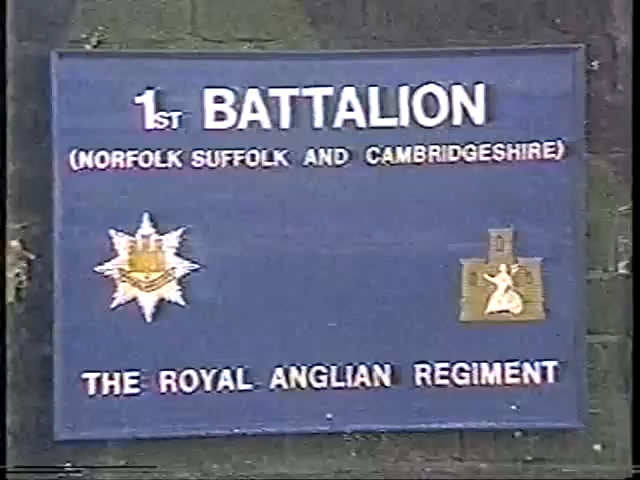 1ST BATTALION
(NORFOLK SUFFOLK AND CAMBRIDGESHIRE)
THE ROYAL ANGLIAN REGIMENT